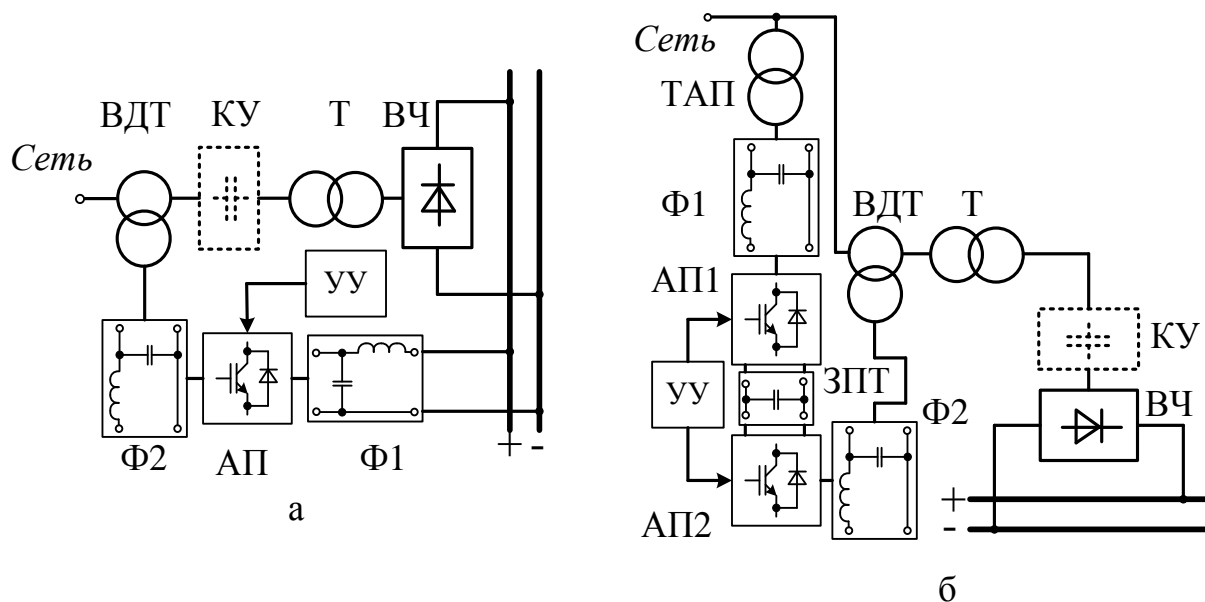 ВДТ КУ Т ВЧ
Сеть
УУ
Ф2 АП Ф1
+ -
а
Сеть
ТАП
Ф1
ВДТ Т
АП1
КУ
УУ
ЗПТ
ВЧ
Ф2
+
-
АП2
б